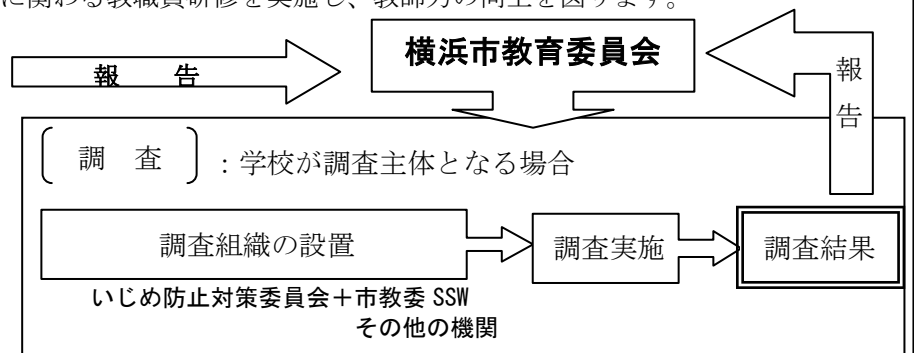 に関わる教職員研修を実施し、教師力の向上を図ります。
横浜市教育委員会
報　告
報告
調　査
：学校が調査主体となる場合
調査組織の設置
調査実施
調査結果
いじめ防止対策委員会＋市教委 SSW
その他の機関